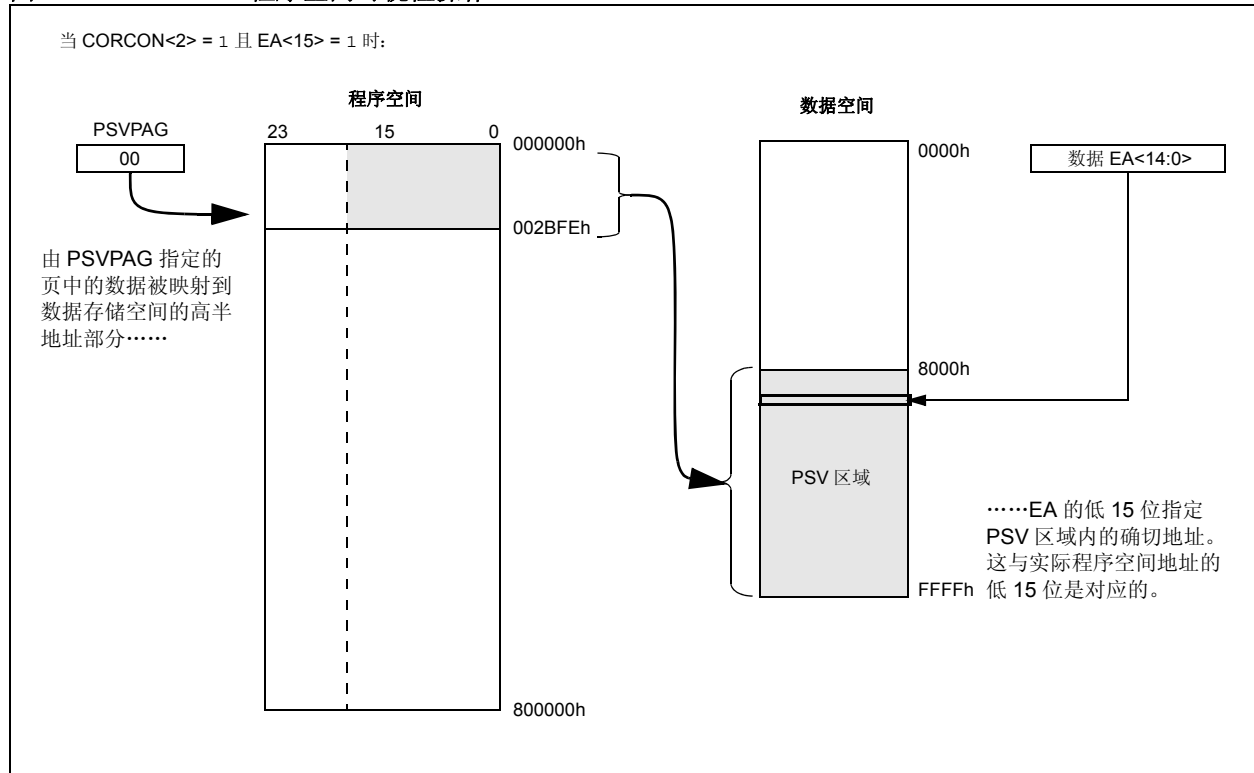 当 CORCON<2> = 1 且 EA<15> = 1 时：
程序空间
数据空间
PSVPAG
00
23
15
0
000000h
002BFEh
800000h
由 PSVPAG 指定的
页中的数据被映射到
数据存储空间的高半
地址部分……
0000h
8000h
FFFFh
PSV 区域
数据 EA<14:0>
……EA 的低 15 位指定
PSV 区域内的确切地址。
这与实际程序空间地址的
低 15 位是对应的。